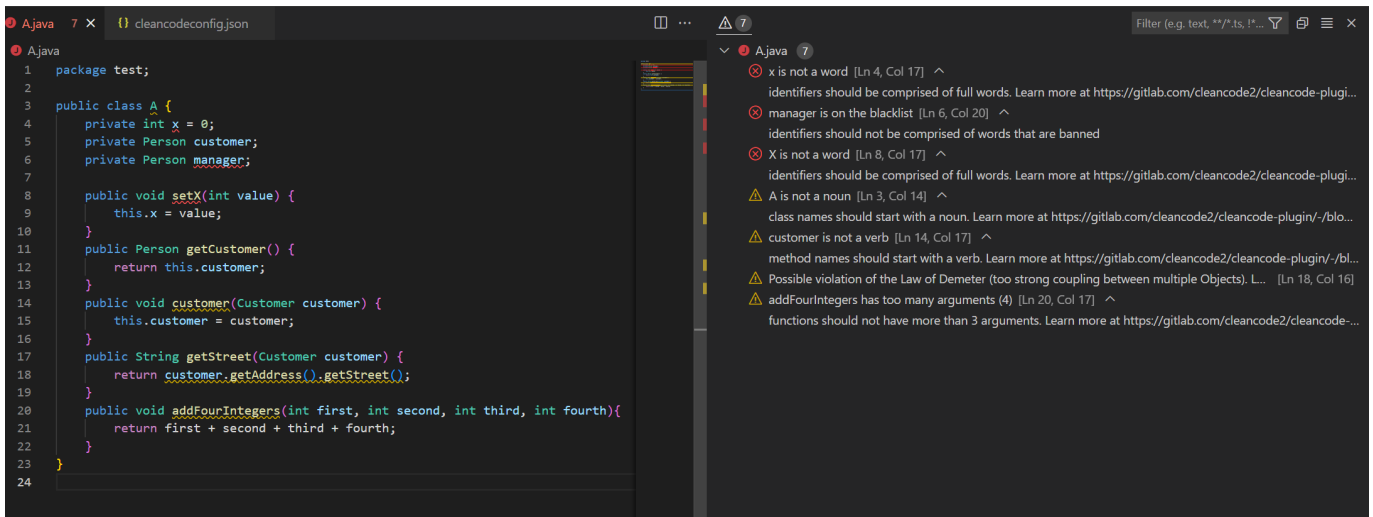 A.java 7 × {} cleancodeconfig.json
A.java
1 package test;
2
3 public class A {
4     private int x = 0;
5     private Person customer;
6     private Person manager;
7
8     public void setX(int value) {
9         this.x = value;
10     }
11     public Person getCustomer() {
12         return this.customer;
13     }
14     public void customer(Customer customer) {
15         this.customer = customer;
16     }
17     public String getStreet(Customer customer) {
18         return customer.getAddress().getStreet();
19     }
20     public void addFourIntegers(int first, int second, int third, int fourth){
21         return first + second + third + fourth;
22     }
23 }
24
7 Filter (e.g. text, **/*.ts, !*...
A.java 7
x is not a word [Ln 4, Col 17]
identifiers should be comprised of full words. Learn more at https://gitlab.com/cleancode2/cleancode-plugi...
manager is on the blacklist [Ln 6, Col 20]
identifiers should not be comprised of words that are banned
X is not a word [Ln 8, Col 17]
identifiers should be comprised of full words. Learn more at https://gitlab.com/cleancode2/cleancode-plugi...
A is not a noun [Ln 3, Col 14]
class names should start with a noun. Learn more at https://gitlab.com/cleancode2/cleancode-plugin/-/blo...
customer is not a verb [Ln 14, Col 17]
method names should start with a verb. Learn more at https://gitlab.com/cleancode2/cleancode-plugin/-/bl...
Possible violation of the Law of Demeter (too strong coupling between multiple Objects). L... [Ln 18, Col 16]
addFourIntegers has too many arguments (4) [Ln 20, Col 17]
functions should not have more than 3 arguments. Learn more at https://gitlab.com/cleancode2/cleancode-...